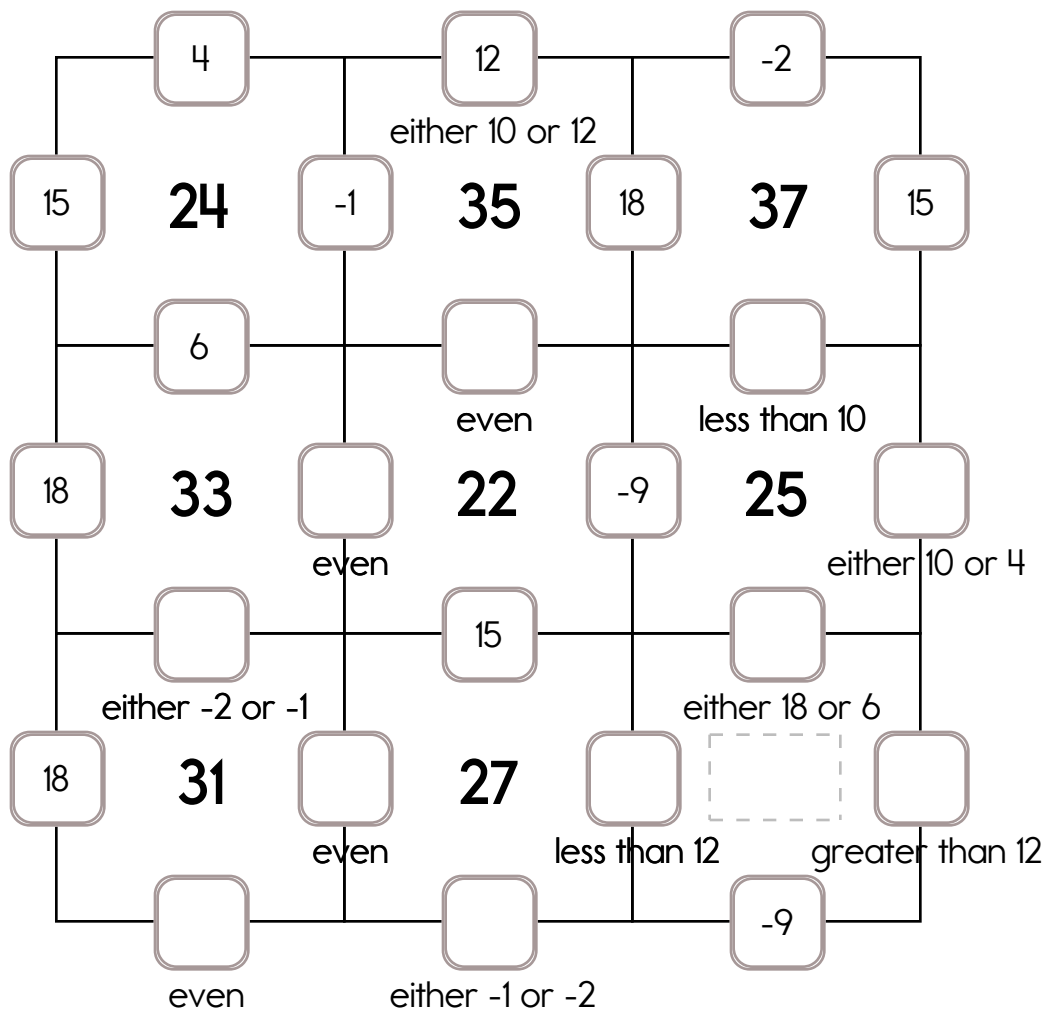 4 12 -2
either 10 or 12
15 24 -1 35 18 37 15
6
even less than 10
18 33 22 -9 25
even either 10 or 4
15
either -2 or -1 either 18 or 6
18 31 27
even less than 12 greater than 12
-9
even either -1 or -2